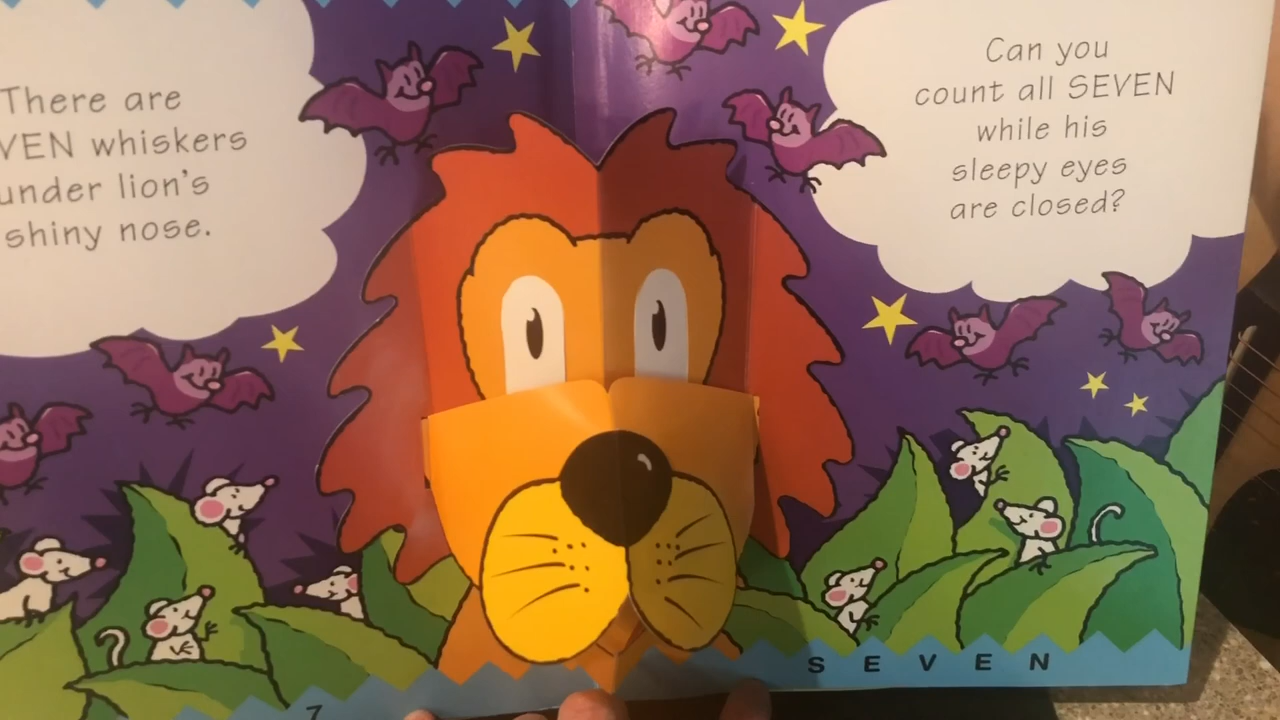 There are
VEN whiskers
under lion's
shiny nose.
Can you
count all SEVEN
while his
sleepy eyes
are closed?
7
SEVEN